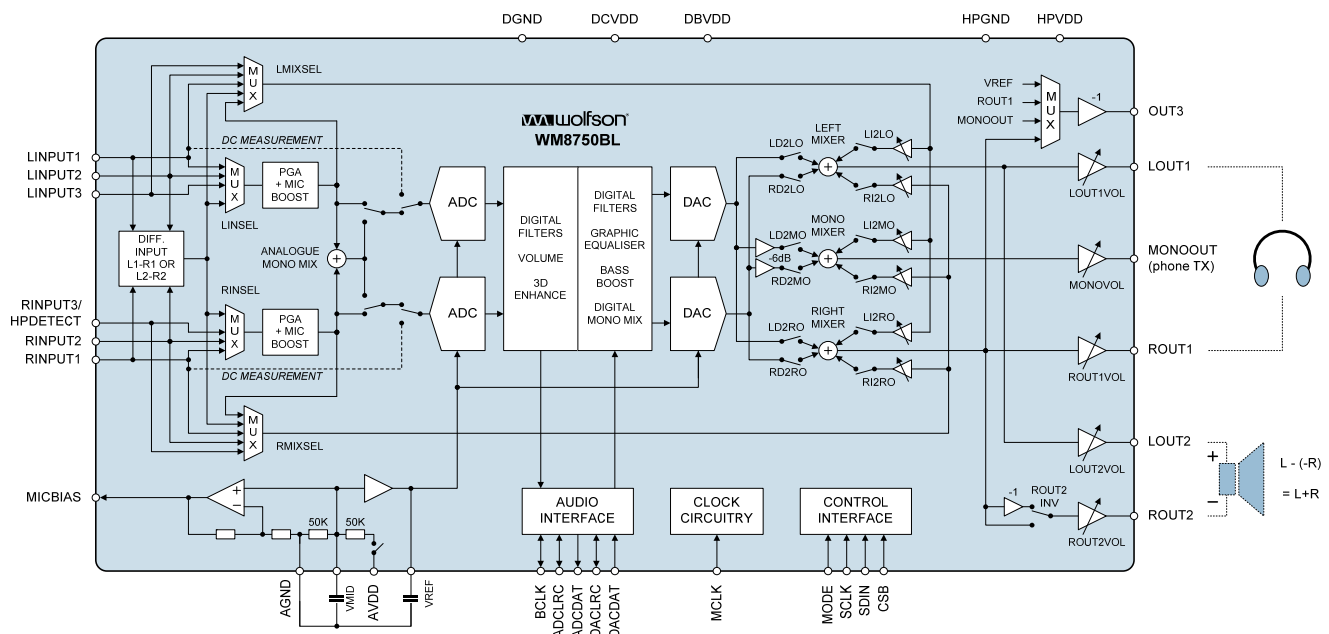 DGND
DCVDD
DBVDD
HPGND
HPVDD
LMIXSEL
MUX
wolfson®
WM8750BL
DC MEASUREMENT
LINPUT1
LINPUT2
LINPUT3
MUX
PGA
+ MIC
BOOST
LINSEL
DIFF.
INPUT
L1-R1 OR
L2-R2
ANALOGUE
MONO MIX
+
RINPUT3/
HPDETECT
RINPUT2
RINPUT1
RINSEL
MUX
PGA
+ MIC
BOOST
DC MEASUREMENT
MUX
RMIXSEL
ADC
ADC
DIGITAL
FILTERS
VOLUME
3D
ENHANCE
DIGITAL
FILTERS
GRAPHIC
EQUALISER
BASS
BOOST
DIGITAL
MONO MIX
DAC
DAC
LEFT
MIXER
LD2LO
RD2LO
+
LI2LO
RI2LO
MONO
MIXER
LD2MO
-6dB
RD2MO
+
LI2MO
RI2MO
RIGHT
MIXER
LD2RO
RD2RO
+
LI2RO
RI2RO
VREF
ROUT1
MONOOUT
MUX
-1
OUT3
LOUT1
LOUT1VOL
MONOOUT
(phone TX)
MONOVOL
ROUT1
ROUT1VOL
LOUT2
LOUT2VOL
-1
ROUT2
INV
ROUT2
ROUT2VOL
+
−
L - (-R)
= L+R
MICBIAS
+
−
50K
50K
AUDIO
INTERFACE
CLOCK
CIRCUITRY
CONTROL
INTERFACE
AGND
VMID
AVDD
VREF
BCLK
ADCLRC
ADCDAT
DACLRC
DACDAT
MCLK
MODE
SCLK
SDIN
CSB